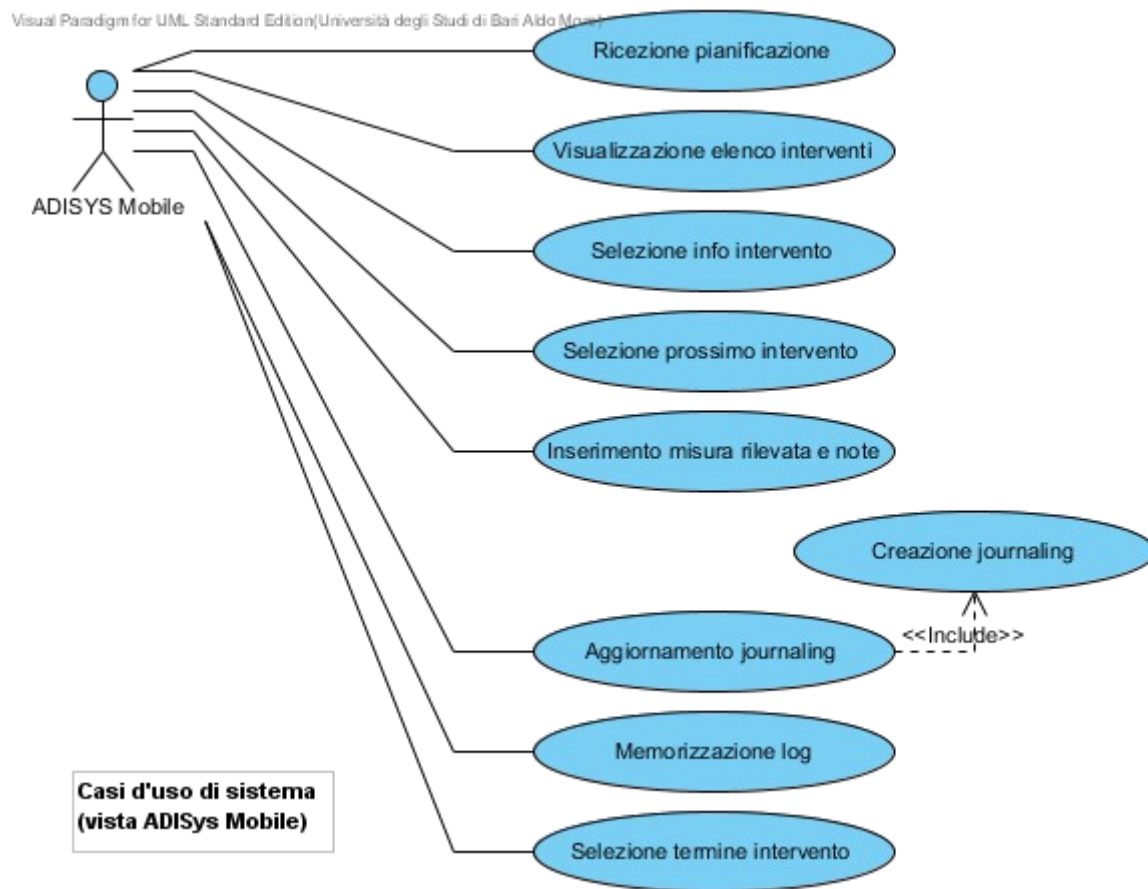 Visual Paradigm for UML Standard Edition(Università degli Studi di Bari Aldo Moro)
Ricezione pianificazione
Visualizzazione elenco interventi
ADISYS Mobile
Selezione info intervento
Selezione prossimo intervento
Inserimento misura rilevata e note
Creazione journaling
<<Include>>
Aggiornamento journaling
Memorizzazione log
Casi d'uso di sistema
(vista ADISys Mobile)
Selezione termine intervento